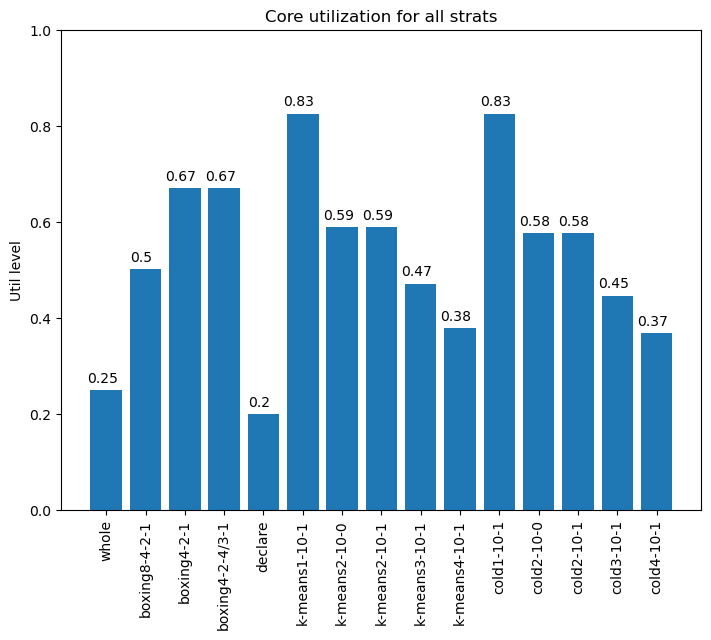 Core utilization for all strats
Util level
1.0
0.8
0.6
0.4
0.2
0.0
0.25
0.5
0.67
0.67
0.2
0.83
0.59
0.59
0.47
0.38
0.83
0.58
0.58
0.45
0.37
whole
boxing8-4-2-1
boxing4-2-1
boxing4-2-4/3-1
declare
k-means1-10-1
k-means2-10-0
k-means2-10-1
k-means3-10-1
k-means4-10-1
cold1-10-1
cold2-10-0
cold2-10-1
cold3-10-1
cold4-10-1